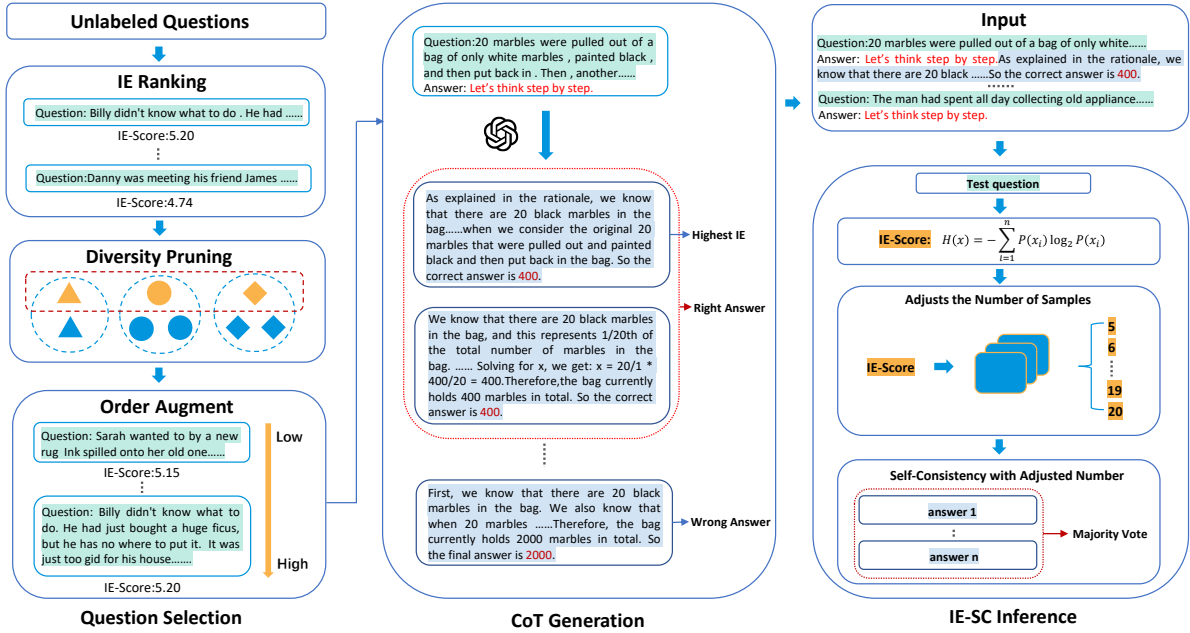 Unlabeled Questions
IE Ranking
Question: Billy didn't know what to do . He had ......
IE-Score:5.20
Question:Danny was meeting his friend James ......
IE-Score:4.74
Diversity Pruning
Order Augment
Question: Sarah wanted to by a new
rug Ink spilled onto her old one......
IE-Score:5.15
Question: Billy didn't know what to
do. He had just bought a huge ficus,
but he has no where to put it. It was
just too gid for his house.......
IE-Score:5.20
Low
High
Question Selection
Question:20 marbles were pulled out of a
bag of only white marbles , painted black ,
and then put back in . Then , another......
Answer: Let's think step by step.
As explained in the rationale, we know
that there are 20 black marbles in the
bag......when we consider the original 20
marbles that were pulled out and painted
black and then put back in the bag. So the
correct answer is 400.
Highest IE
Right Answer
We know that there are 20 black marbles
in the bag, and this represents 1/20th of
the total number of marbles in the
bag. ...... Solving for x, we get: x = 20/1 *
400/20 = 400.Therefore,the bag currently
holds 400 marbles in total. So the correct
answer is 400.
First, we know that there are 20 black
marbles in the bag. We also know that
when 20 marbles ......Therefore, the bag
currently holds 2000 marbles in total. So
the final answer is 2000.
Wrong Answer
CoT Generation
Input
Question:20 marbles were pulled out of a bag of only white......
Answer: Let's think step by step.As explained in the rationale, we
know that there are 20 black ......So the correct answer is 400.
......
Question: The man had spent all day collecting old appliance......
Answer: Let's think step by step.
Test question
IE-Score: H(x) = −∑ⁿᵢ₌₁ P(xᵢ) log₂ P(xᵢ)
Adjusts the Number of Samples
IE-Score
5
6
19
20
Self-Consistency with Adjusted Number
answer 1
answer n
Majority Vote
IE-SC Inference